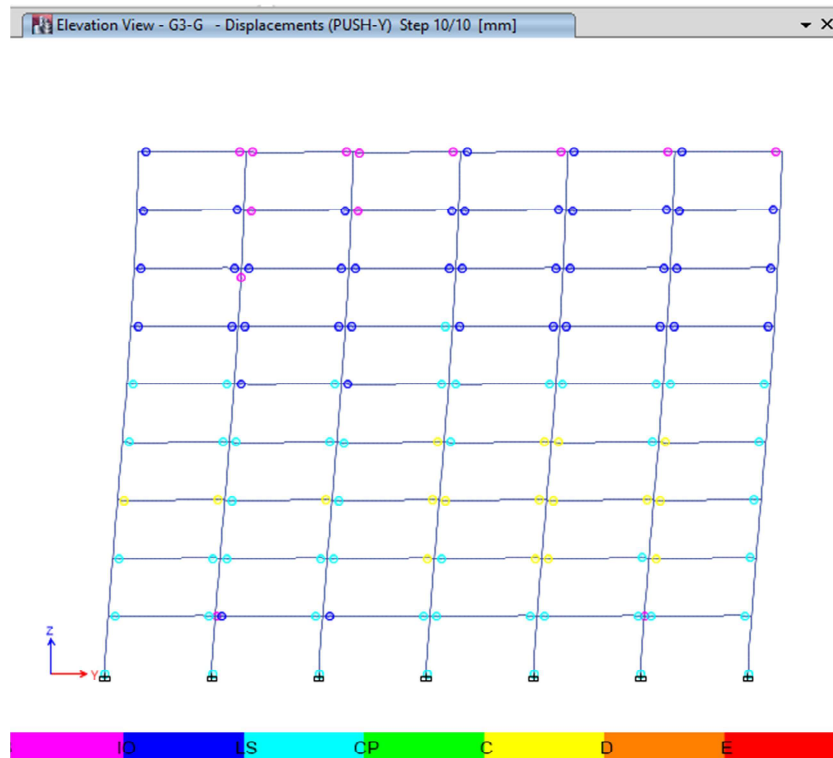 Elevation View - G3-G - Displacements (PUSH-Y) Step 10/10 [mm]
Z
Y
IO LS CP C D E